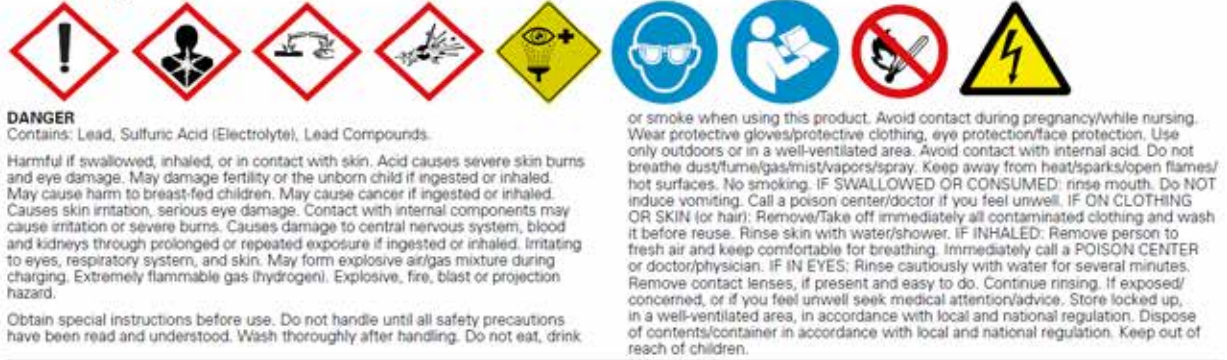 DANGER
Contains: Lead, Sulfuric Acid (Electrolyte), Lead Compounds.
Harmful if swallowed, inhaled, or in contact with skin. Acid causes severe skin burns
and eye damage. May damage fertility or the unborn child if ingested or inhaled.
May cause harm to breast-fed children. May cause cancer if ingested or inhaled.
Causes skin irritation, serious eye damage. Contact with internal components may
cause irritation or severe burns. Causes damage to central nervous system, blood
and kidneys through prolonged or repeated exposure if ingested or inhaled. Irritating
to eyes, respiratory system, and skin. May form explosive air/gas mixture during
charging. Extremely flammable gas (hydrogen). Explosive, fire, blast or projection
hazard.
Obtain special instructions before use. Do not handle until all safety precautions
have been read and understood. Wash thoroughly after handling. Do not eat, drink
or smoke when using this product. Avoid contact during pregnancy/while nursing.
Wear protective gloves/protective clothing, eye protection/face protection. Use
only outdoors or in a well-ventilated area. Avoid contact with internal acid. Do not
breathe dust/fume/gas/mist/vapors/spray. Keep away from heat/sparks/open flames/
hot surfaces. No smoking. IF SWALLOWED OR CONSUMED: rinse mouth. Do NOT
induce vomiting. Call a poison center/doctor if you feel unwell. IF ON CLOTHING
OR SKIN (or hair): Remove/Take off immediately all contaminated clothing and wash
it before reuse. Rinse skin with water/shower. IF INHALED: Remove person to
fresh air and keep comfortable for breathing. Immediately call a POISON CENTER
or doctor/physician. IF IN EYES: Rinse cautiously with water for several minutes.
Remove contact lenses, if present and easy to do. Continue rinsing. If exposed/
concerned, or if you feel unwell seek medical attention/advice. Store locked up,
in a well-ventilated area, in accordance with local and national regulation. Dispose
of contents/container in accordance with local and national regulation. Keep out of
reach of children.